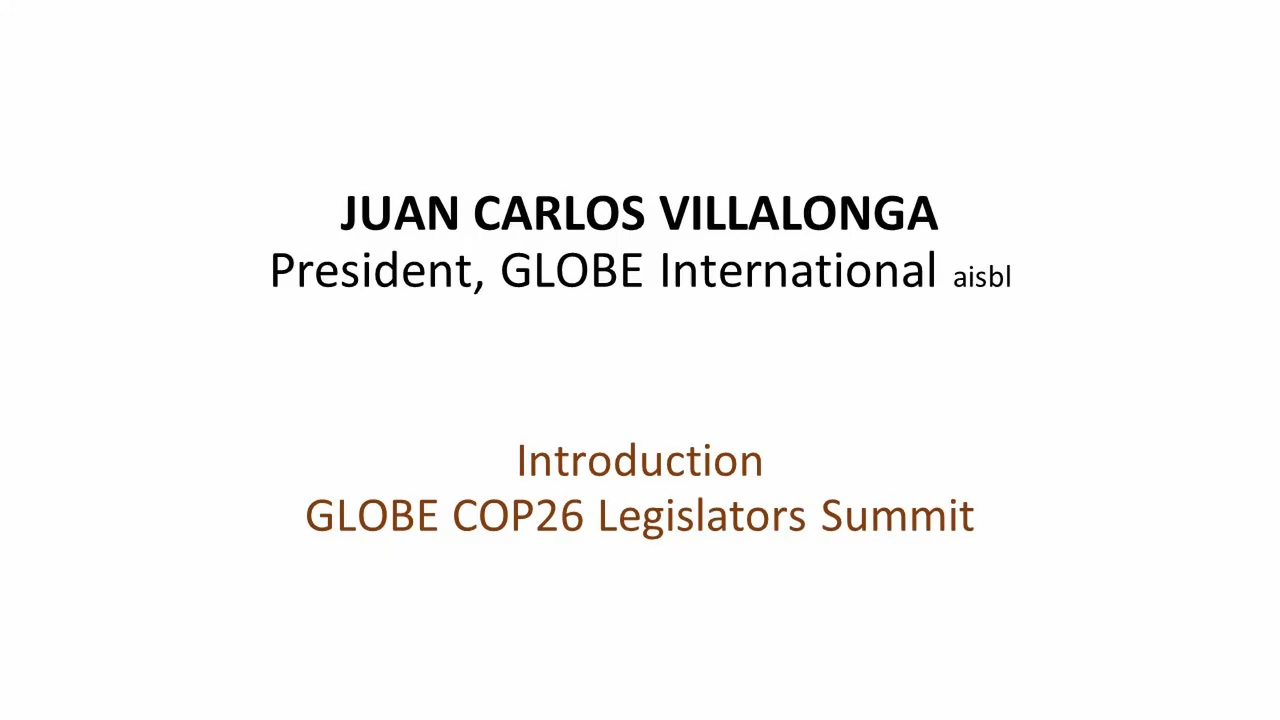 JUAN CARLOS VILLALONGA
President, GLOBE International aisbl
Introduction
GLOBE COP26 Legislators Summit